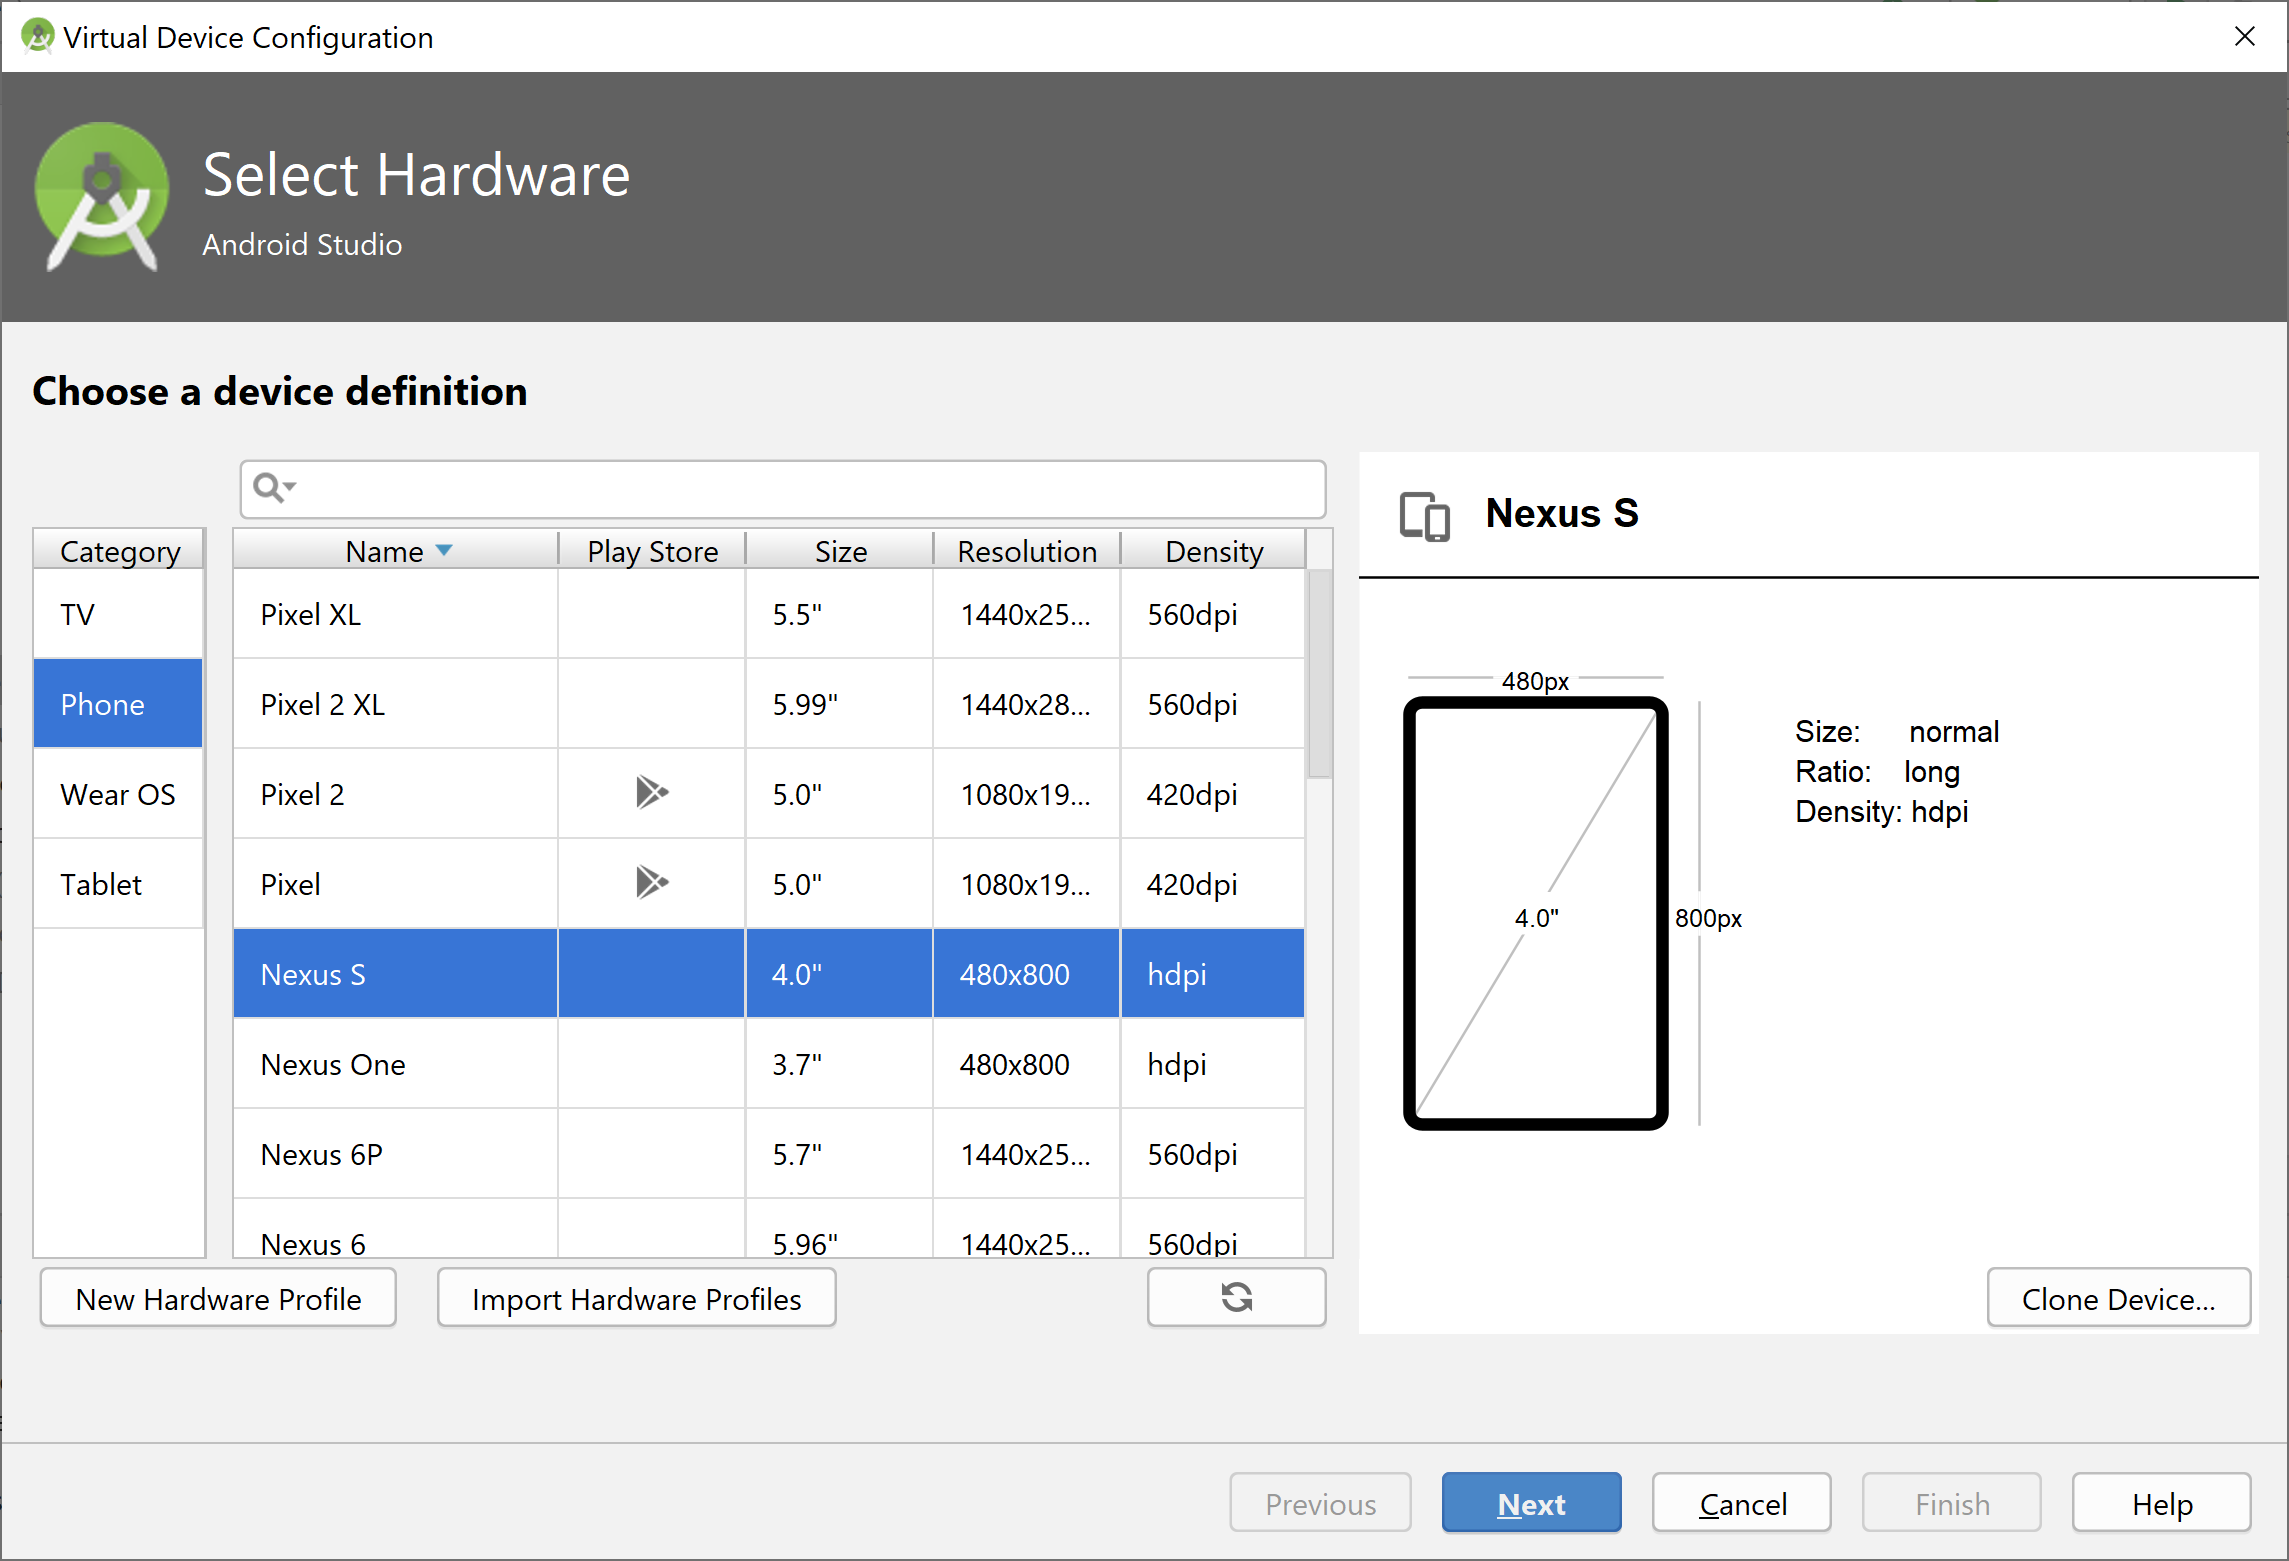 Virtual Device Configuration
Select Hardware
Android Studio
Choose a device definition
Category
TV
Phone
Wear OS
Tablet
Name Play Store Size Resolution Density
Pixel XL 5.5" 1440x25... 560dpi
Pixel 2 XL 5.99" 1440x28... 560dpi
Pixel 2 5.0" 1080x19... 420dpi
Pixel 5.0" 1080x19... 420dpi
Nexus S 4.0" 480x800 hdpi
Nexus One 3.7" 480x800 hdpi
Nexus 6P 5.7" 1440x25... 560dpi
Nexus 6 5.96" 1440x25... 560dpi
New Hardware Profile Import Hardware Profiles
Nexus S
480px
4.0"
800px
Size: normal
Ratio: long
Density: hdpi
Clone Device...
Previous Next Cancel Finish Help